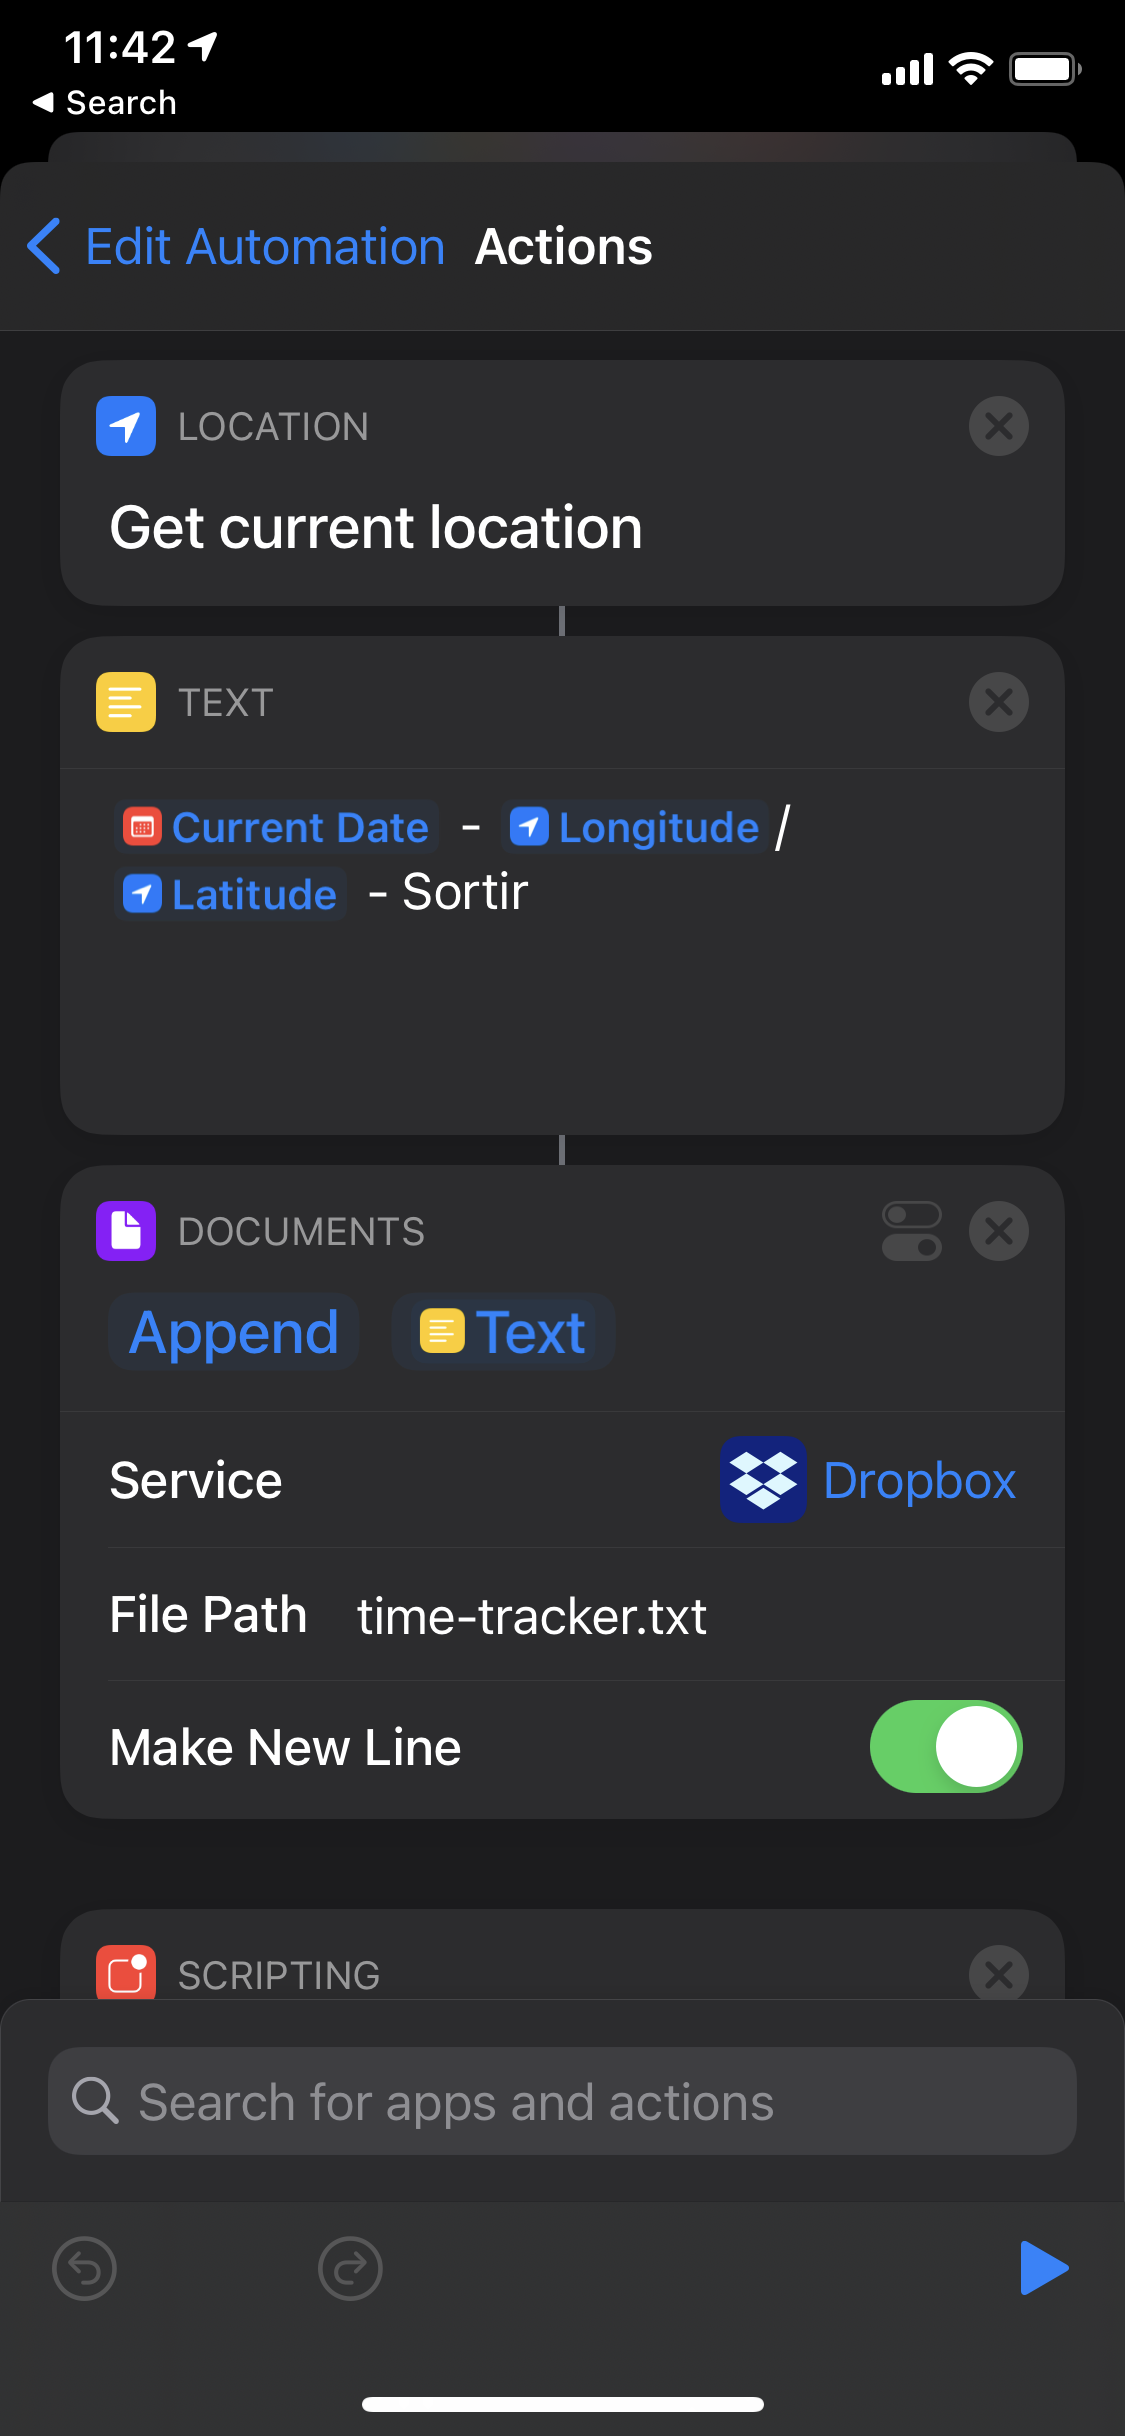 11:42
Search
Edit Automation Actions
LOCATION
Get current location
TEXT
Current Date - Longitude /
Latitude - Sortir
DOCUMENTS
Append Text
Service Dropbox
File Path time-tracker.txt
Make New Line
SCRIPTING
Search for apps and actions